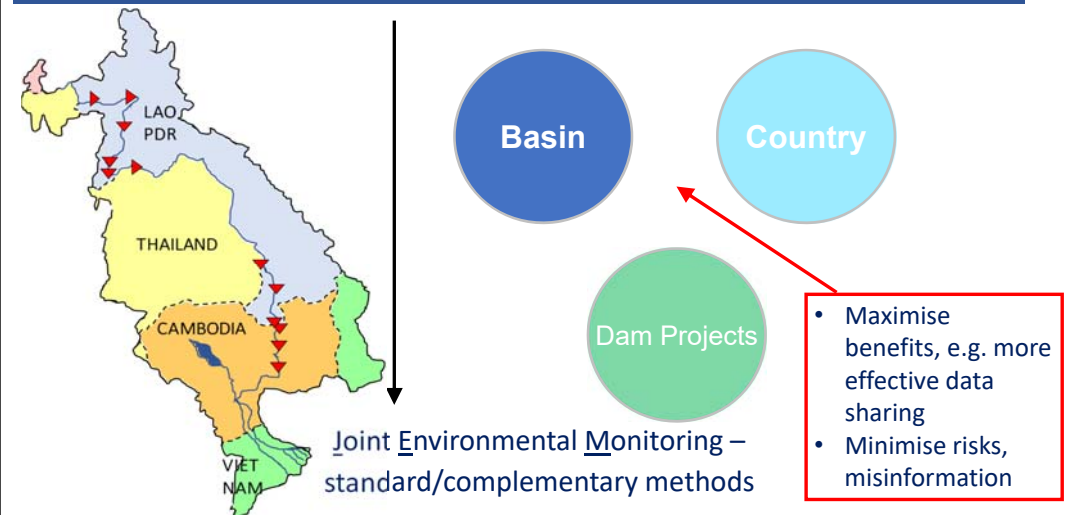 LAO
PDR
THAILAND
CAMBODIA
VIET
NAM
Basin
Country
Dam Projects
Joint Environmental Monitoring –
standard/complementary methods
• Maximise
benefits, e.g. more
effective data
sharing
• Minimise risks,
misinformation